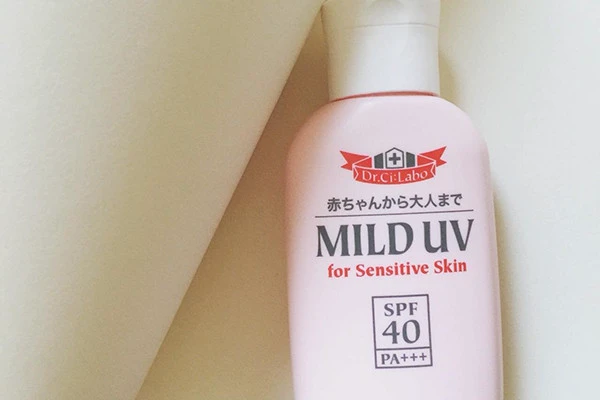 Dr.Ci:Labo
赤ちゃんから大人まで
MILD UV
for Sensitive Skin
SPF
40
PA+++